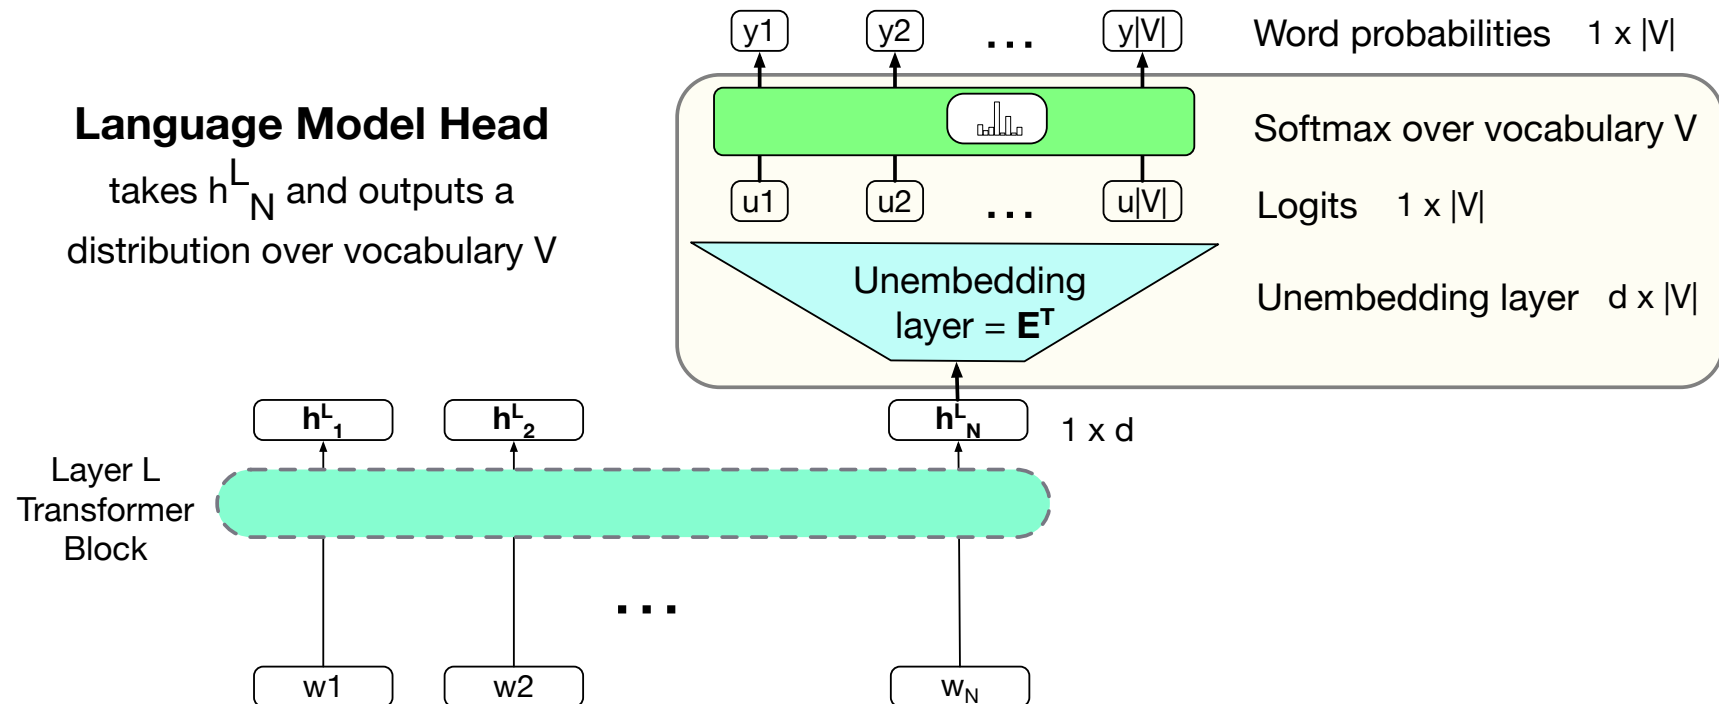 y1 y2 ... y|V| Word probabilities 1 x |V|
Language Model Head
takes h^L_N and outputs a
distribution over vocabulary V
Softmax over vocabulary V
u1 u2 ... u|V| Logits 1 x |V|
Unembedding
layer = E^T
Unembedding layer d x |V|
h^L_1 h^L_2 h^L_N 1 x d
Layer L
Transformer
Block
...
w1 w2 w_N